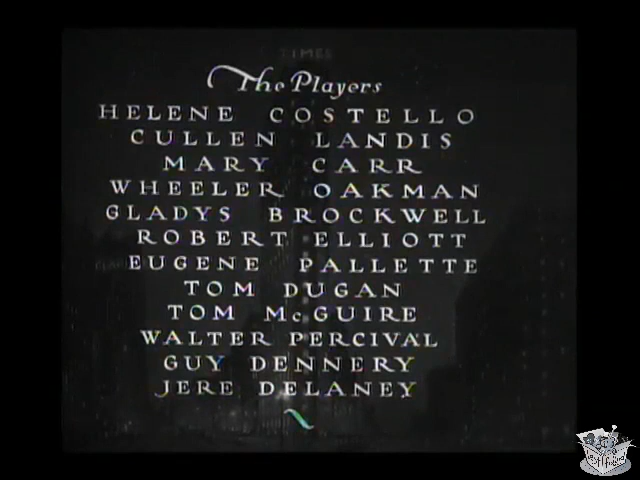 TIMES
The Players
HELENE COSTELLO
CULLEN LANDIS
MARY CARR
WHEELER OAKMAN
GLADYS BROCKWELL
ROBERT ELLIOTT
EUGENE PALLETTE
TOM DUGAN
TOM McGUIRE
WALTER PERCIVAL
GUY DENNERY
JERE DELANEY